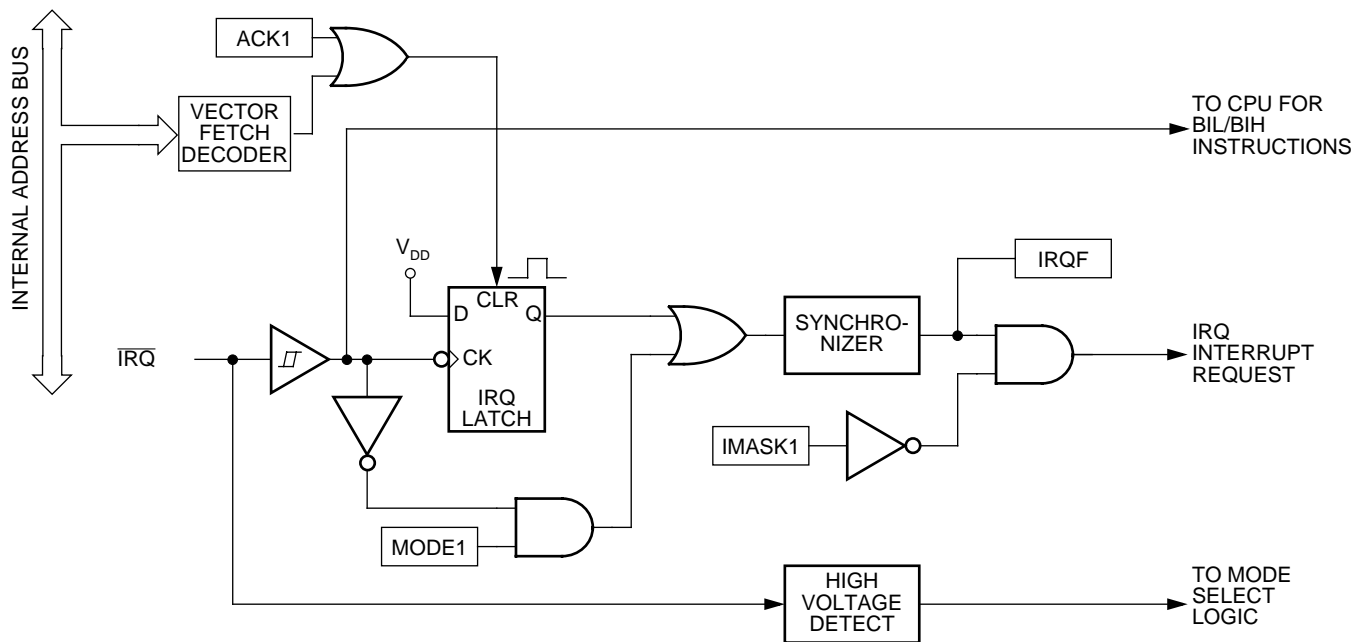 INTERNAL ADDRESS BUS
ACK1
VECTOR
FETCH
DECODER
TO CPU FOR
BIL/BIH
INSTRUCTIONS
VDD
CLR
D
Q
CK
IRQ
LATCH
IRQ
SYNCHRO-
NIZER
IRQF
IRQ
INTERRUPT
REQUEST
IMASK1
MODE1
HIGH
VOLTAGE
DETECT
TO MODE
SELECT
LOGIC